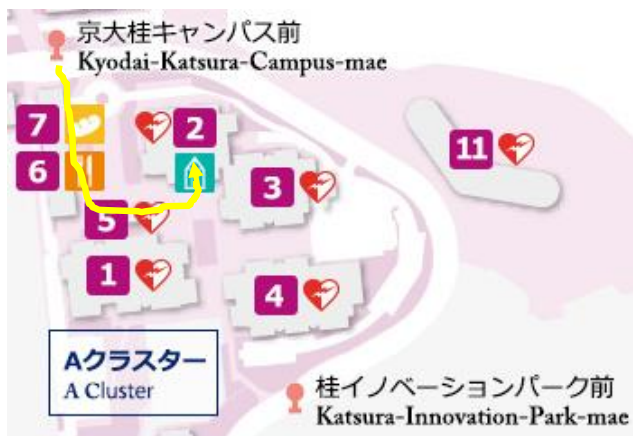 京大桂キャンパス前
Kyodai-Katsura-Campus-mae
7
2
6
11
3
5
1
4
Aクラスター
A Cluster
桂イノベーションパーク前
Katsura-Innovation-Park-mae